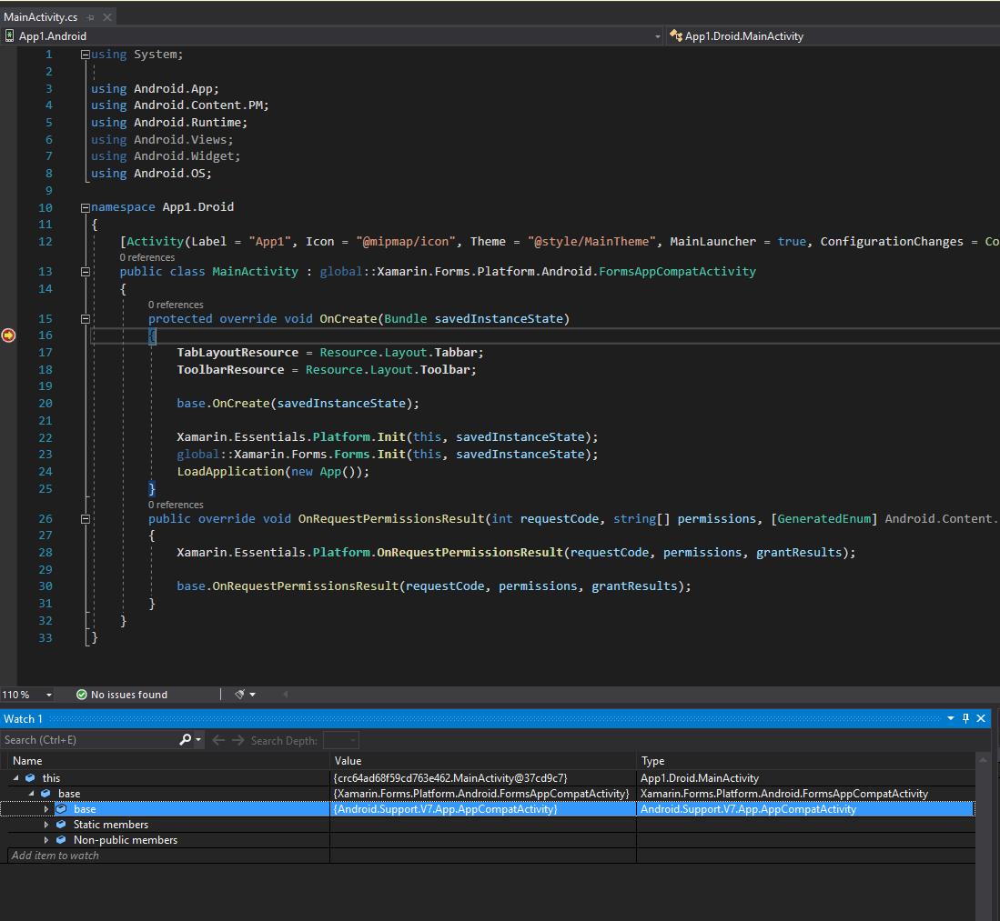 MainActivity.cs
App1.Android
App1.Droid.MainActivity
1 using System;
2
3 using Android.App;
4 using Android.Content.PM;
5 using Android.Runtime;
6 using Android.Views;
7 using Android.Widget;
8 using Android.OS;
9
10 namespace App1.Droid
11 {
12 [Activity(Label = "App1", Icon = "@mipmap/icon", Theme = "@style/MainTheme", MainLauncher = true, ConfigurationChanges = Co
0 references
13 public class MainActivity : global::Xamarin.Forms.Platform.Android.FormsAppCompatActivity
14 {
0 references
15 protected override void OnCreate(Bundle savedInstanceState)
16 {
17 TabLayoutResource = Resource.Layout.Tabbar;
18 ToolbarResource = Resource.Layout.Toolbar;
19
20 base.OnCreate(savedInstanceState);
21
22 Xamarin.Essentials.Platform.Init(this, savedInstanceState);
23 global::Xamarin.Forms.Forms.Init(this, savedInstanceState);
24 LoadApplication(new App());
25 }
0 references
26 public override void OnRequestPermissionsResult(int requestCode, string[] permissions, [GeneratedEnum] Android.Content.
27 {
28 Xamarin.Essentials.Platform.OnRequestPermissionsResult(requestCode, permissions, grantResults);
29
30 base.OnRequestPermissionsResult(requestCode, permissions, grantResults);
31 }
32 }
33 }
110 % No issues found
Watch 1
Search (Ctrl+E) Search Depth:
Name Value Type
this {crc64ad68f59cd763e462.MainActivity@37cd9c7} App1.Droid.MainActivity
base {Xamarin.Forms.Platform.Android.FormsAppCompatActivity} Xamarin.Forms.Platform.Android.FormsAppCompatActivity
base {Android.Support.V7.App.AppCompatActivity} Android.Support.V7.App.AppCompatActivity
Static members
Non-public members
Add item to watch